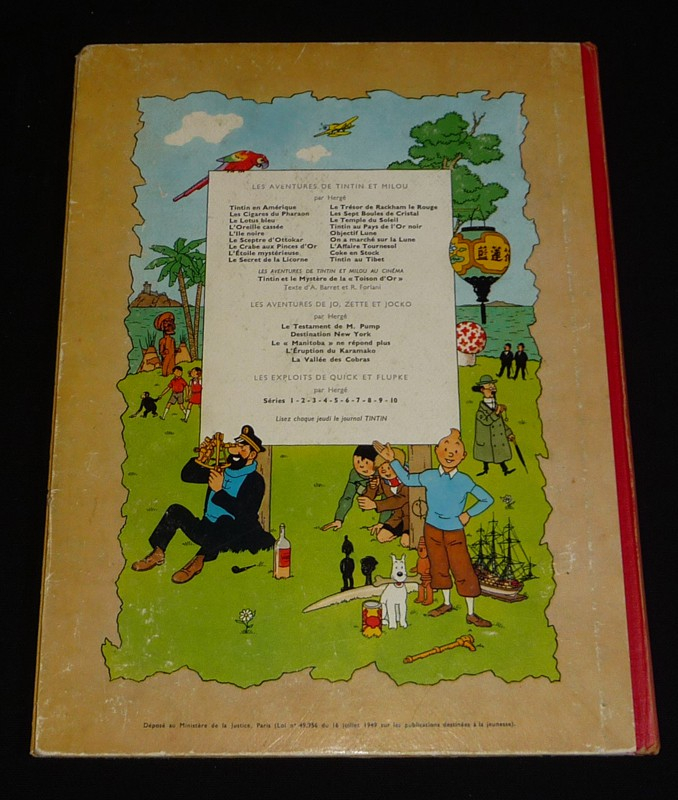 LES AVENTURES DE TINTIN ET MILOU
par Hergé
Tintin en Amérique
Les Cigares du Pharaon
Le Lotus bleu
L'Oreille cassée
L'Ile noire
Le Sceptre d'Ottokar
Le Crabe aux Pinces d'Or
L'Étoile mystérieuse
Le Secret de la Licorne
Le Trésor de Rackham le Rouge
Les Sept Boules de Cristal
Le Temple du Soleil
Tintin au Pays de l'Or noir
Objectif Lune
On a marché sur la Lune
L'Affaire Tournesol
Coke en Stock
Tintin au Tibet
LES AVENTURES DE TINTIN ET MILOU AU CINÉMA
Tintin et le Mystère de la « Toison d'Or »
Texte d'A. Barret et R. Forlani
LES AVENTURES DE JO, ZETTE ET JOCKO
par Hergé
Le Testament de M. Pump
Destination New York
Le « Manitoba » ne répond plus
L'Éruption du Karamako
La Vallée des Cobras
LES EXPLOITS DE QUICK ET FLUPKE
par Hergé
Séries 1 - 2 - 3 - 4 - 5 - 6 - 7 - 8 - 9 - 10
Lisez chaque jeudi le journal TINTIN
Déposé au Ministère de la Justice, Paris (Loi n° 49.956 du 16 juillet 1949 sur les publications destinées à la jeunesse).